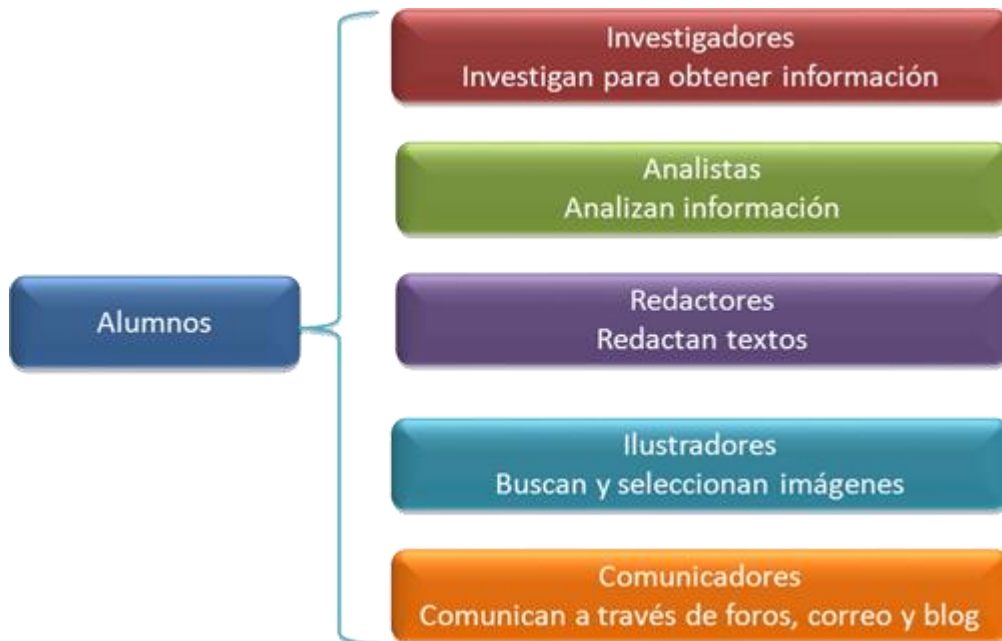 Investigadores
Investigan para obtener información
Analistas
Analizan información
Alumnos
Redactores
Redactan textos
Ilustradores
Buscan y seleccionan imágenes
Comunicadores
Comunican a través de foros, correo y blog